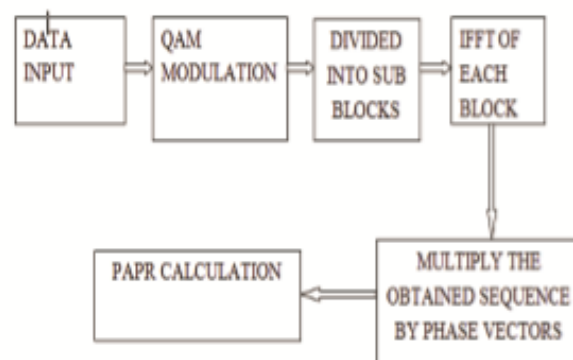 DATA
INPUT
QAM
MODULATION
DIVIDED
INTO SUB
BLOCKS
IFFT OF
EACH
BLOCK
MULTIPLY THE
OBTAINED SEQUENCE
BY PHASE VECTORS
PAPR CALCULATION